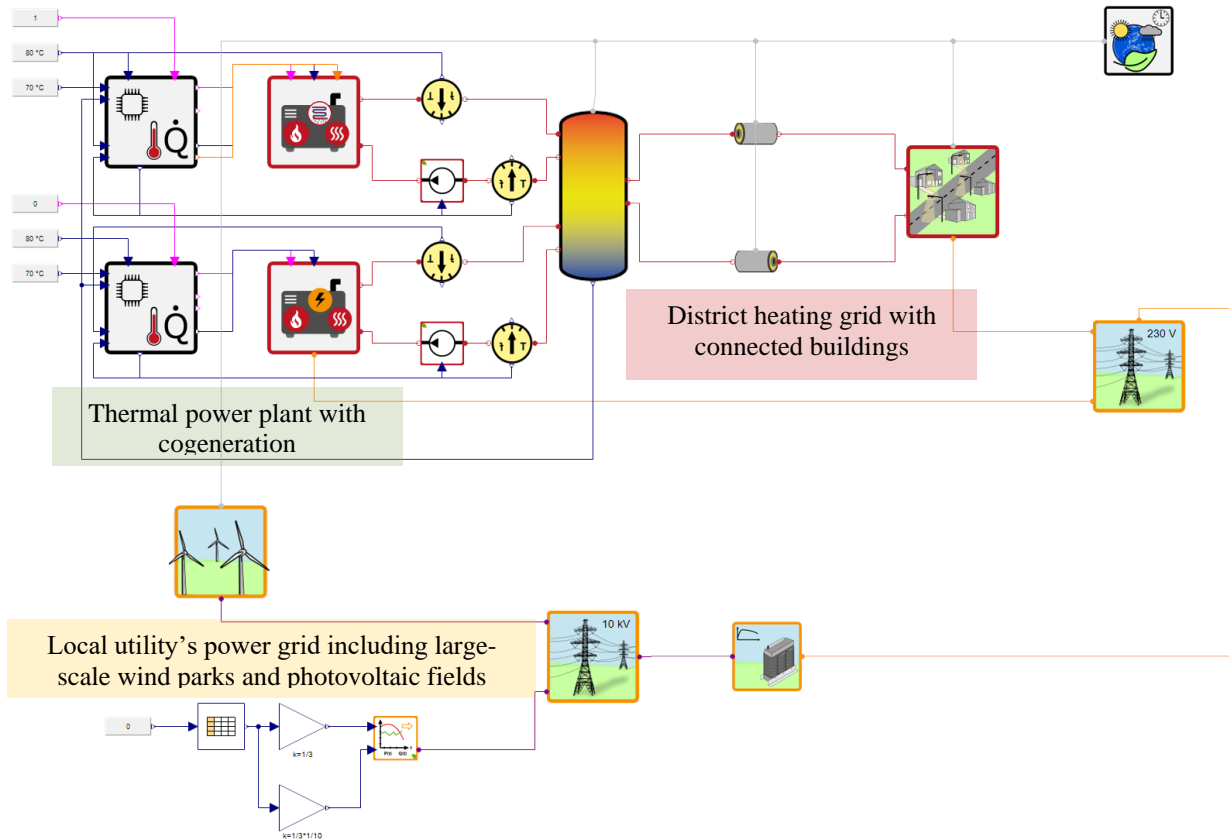 1
80 °C
70 °C
0
80 °C
70 °C
District heating grid with
connected buildings
230 V
Thermal power plant with
cogeneration
Local utility’s power grid including large-
scale wind parks and photovoltaic fields
10 kV
0
k=1/3
P(t) Q(t)
k=1/3*1/10